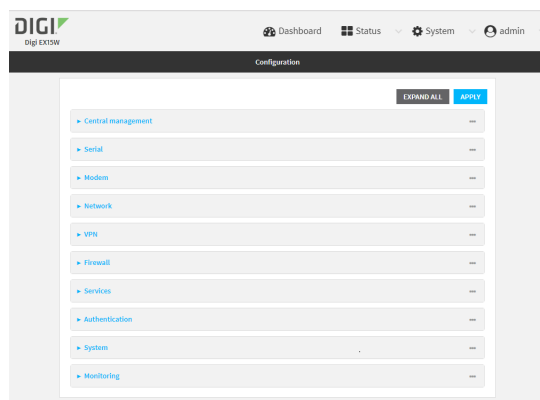 DIGI
Digi EX15W
Dashboard Status System admin
Configuration
EXPAND ALL APPLY
Central management
Serial
Modem
Network
VPN
Firewall
Services
Authentication
System
Monitoring